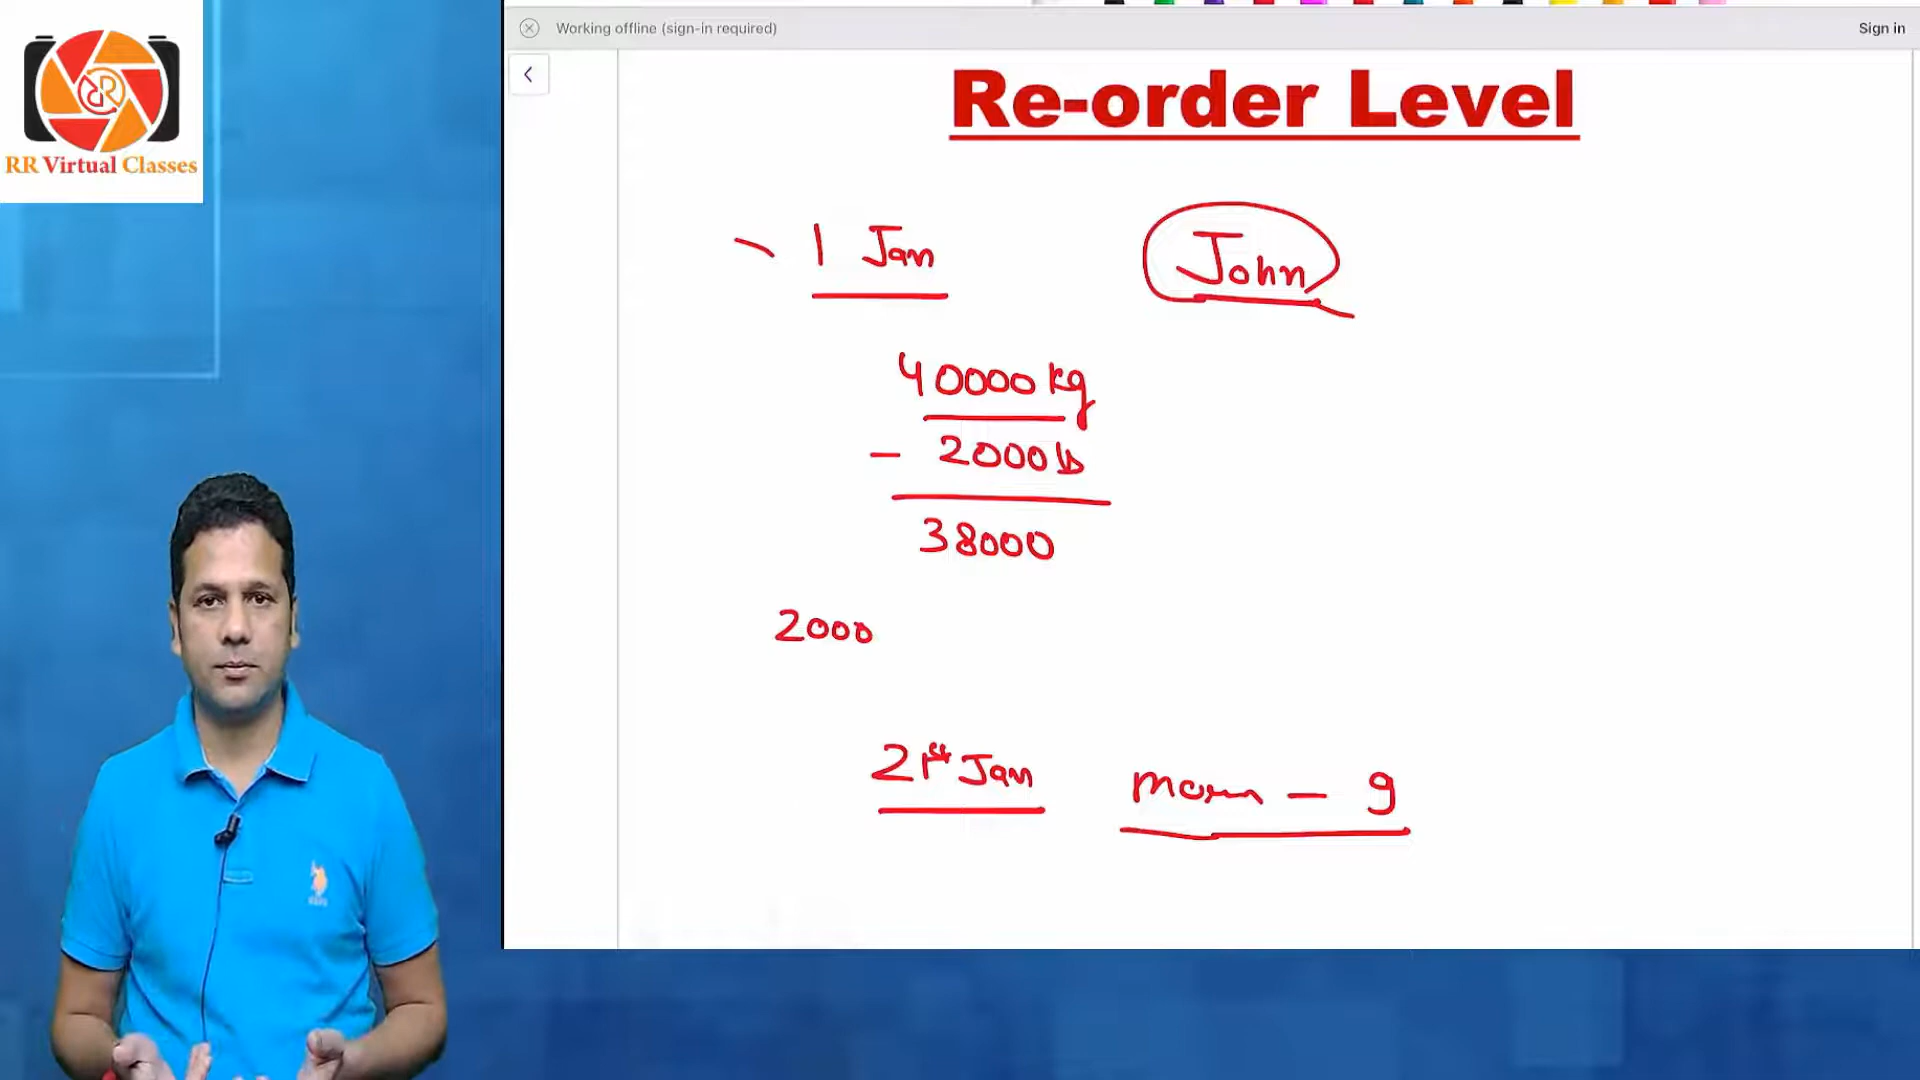 RR Virtual Classes
Working offline (sign-in required)
Sign in
Re-order Level
1 Jan
John
40000 kg
- 2000
38000
2000
21st Jan
morn - 9